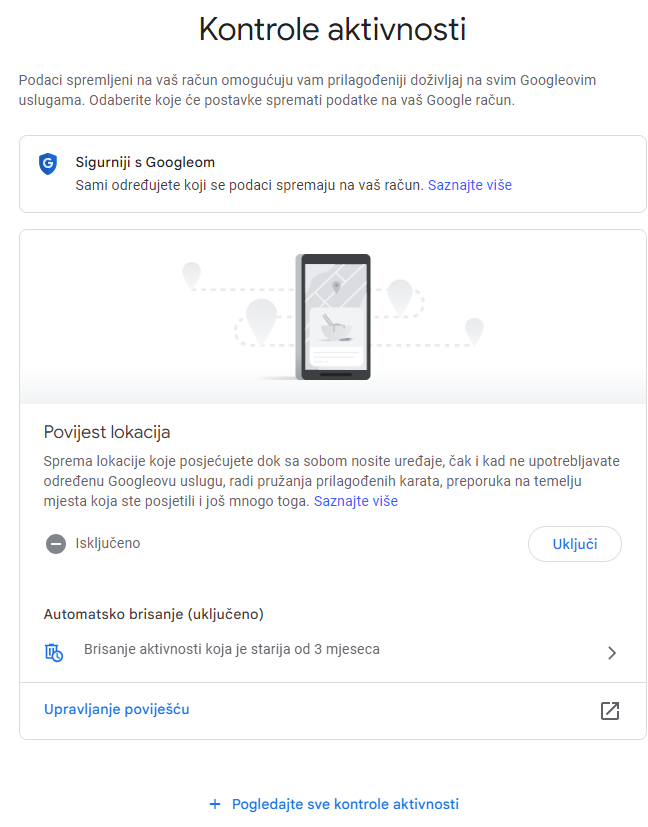 Kontrole aktivnosti
Podaci spremljeni na vaš račun omogućuju vam prilagođeniji doživljaj na svim Googleovim
uslugama. Odaberite koje će postavke spremati podatke na vaš Google račun.
G
Sigurniji s Googleom
Sami određujete koji se podaci spremaju na vaš račun. Saznajte više
Povijest lokacija
Sprema lokacije koje posjećujete dok sa sobom nosite uređaje, čak i kad ne upotrebljavate
određenu Googleovu uslugu, radi pružanja prilagođenih karata, preporuka na temelju
mjesta koja ste posjetili i još mnogo toga. Saznajte više
Isključeno
Uključi
Automatsko brisanje (uključeno)
Brisanje aktivnosti koja je starija od 3 mjeseca
Upravljanje poviješću
+ Pogledajte sve kontrole aktivnosti